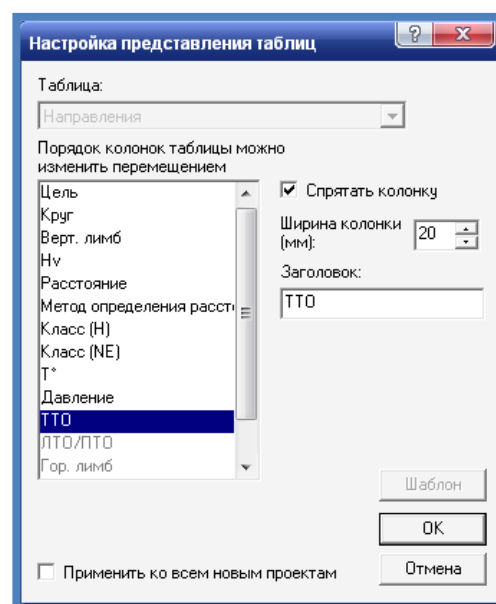 Настройка представления таблиц
Таблица:
Направления
Порядок колонок таблицы можно
изменить перемещением
Цель
Круг
Верт. лимб
Hv
Расстояние
Метод определения расст
Класс (H)
Класс (NE)
T°
Давление
ТТО
ЛТО/ПТО
Гор. лимб
Спрятать колонку
Ширина колонки
(мм):
20
Заголовок:
ТТО
Шаблон
OK
Отмена
Применить ко всем новым проектам